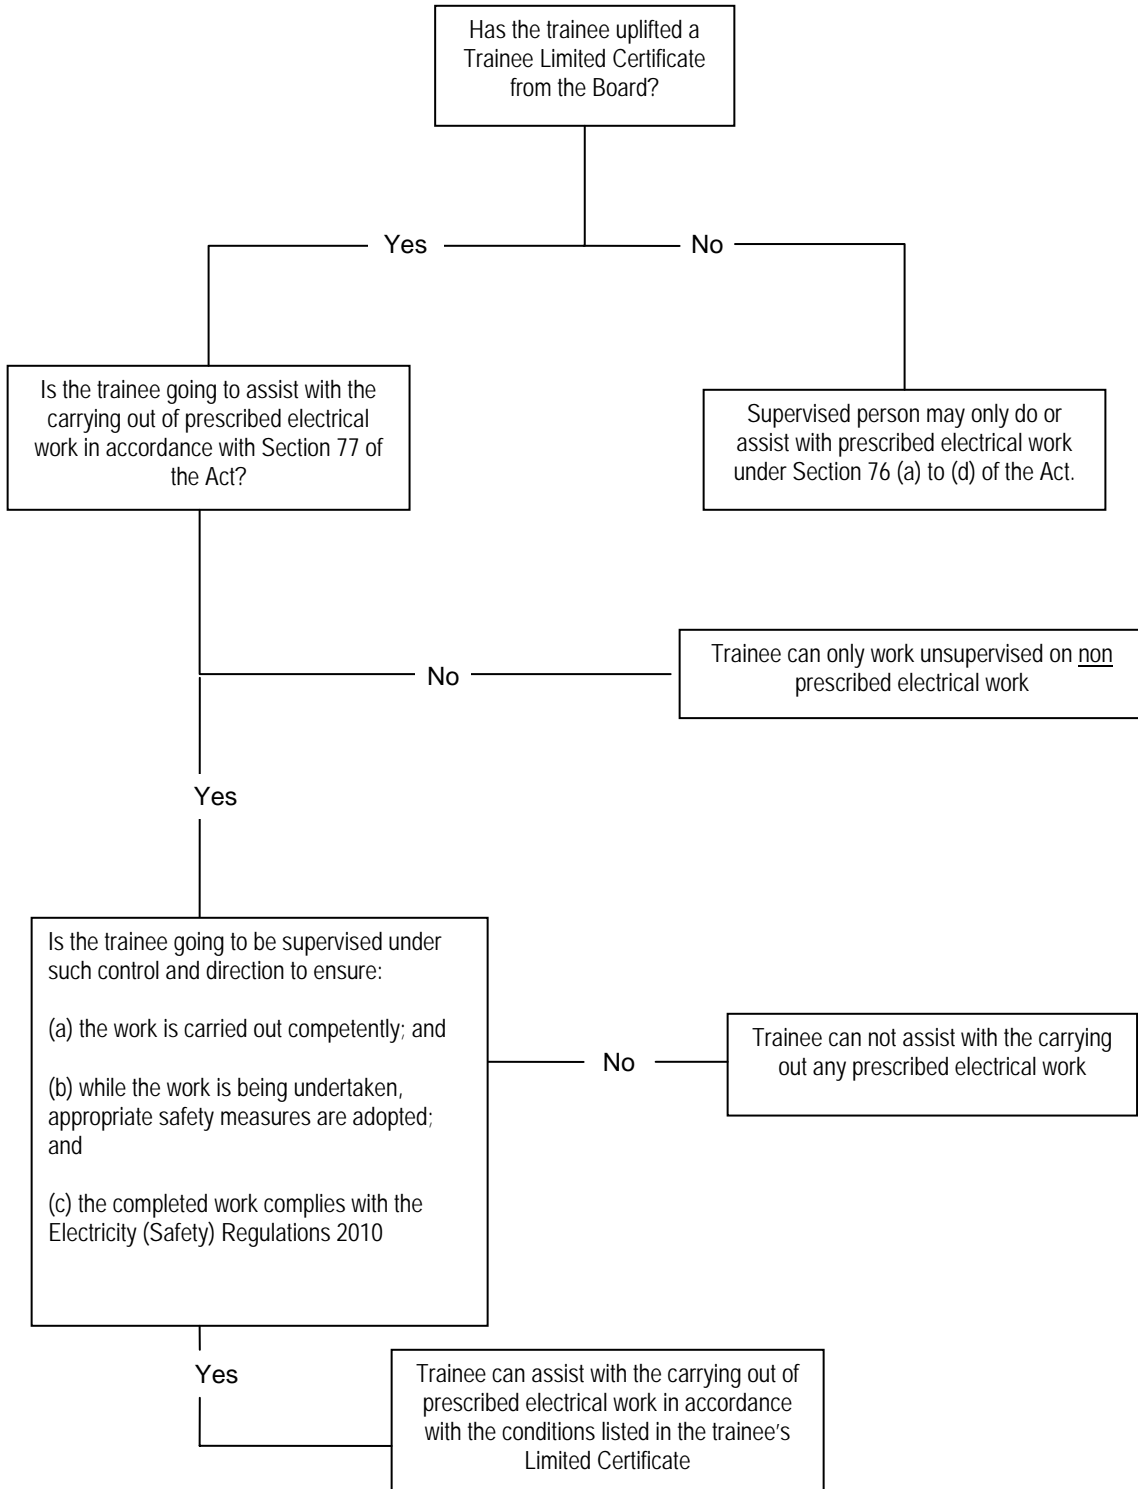 Has the trainee uplifted a
Trainee Limited Certificate
from the Board?
Yes
No
Is the trainee going to assist with the
carrying out of prescribed electrical
work in accordance with Section 77 of
the Act?
Supervised person may only do or
assist with prescribed electrical work
under Section 76 (a) to (d) of the Act.
No
Trainee can only work unsupervised on non
prescribed electrical work
Yes
Is the trainee going to be supervised under
such control and direction to ensure:
(a) the work is carried out competently; and
(b) while the work is being undertaken,
appropriate safety measures are adopted;
and
(c) the completed work complies with the
Electricity (Safety) Regulations 2010
No
Trainee can not assist with the carrying
out any prescribed electrical work
Yes
Trainee can assist with the carrying out of
prescribed electrical work in accordance
with the conditions listed in the trainee's
Limited Certificate